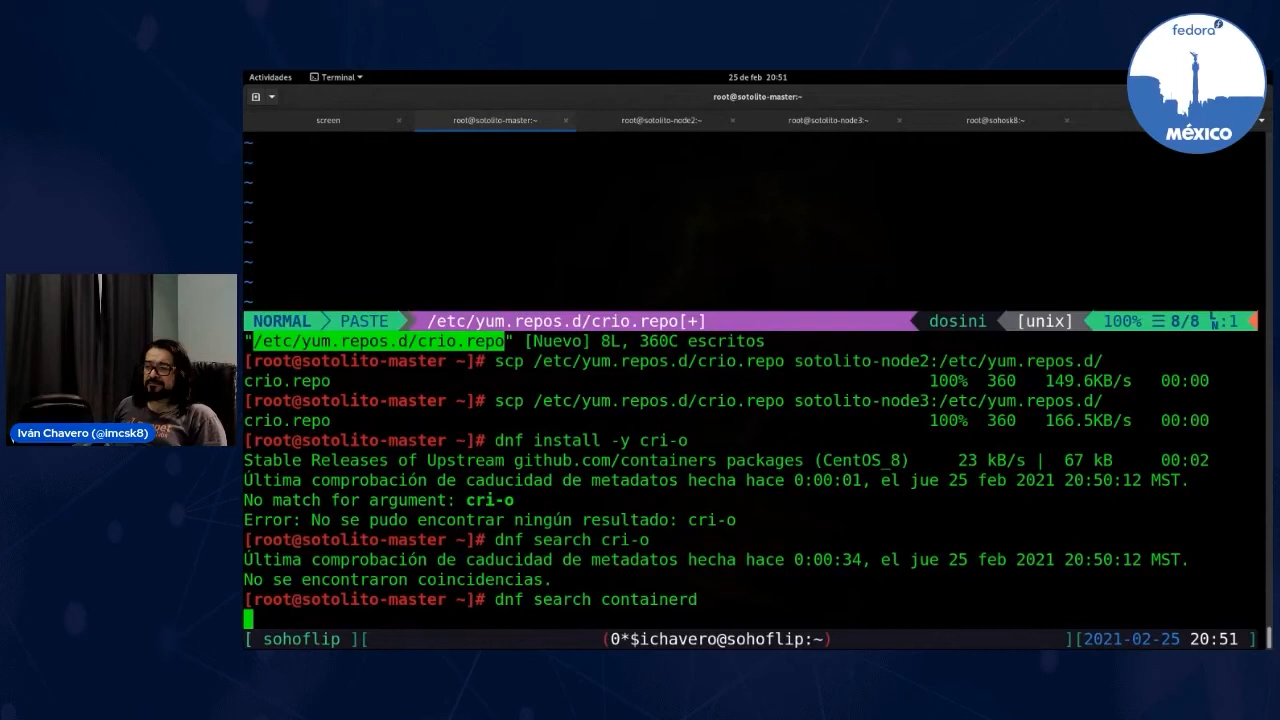 fedora
MÉXICO
Actividades Terminal 25 de feb 20:51
root@sotolito-master:~
screen × root@sotolito-master:~ × root@sotolito-node2:~ × root@sotolito-node3:~ × root@sohosk8:~ ×
~
~
~
~
~
~
~
~
~
NORMAL PASTE /etc/yum.repos.d/crio.repo[+] dosini [unix] 100% ☰ 8/8 LN:1
"/etc/yum.repos.d/crio.repo" [Nuevo] 8L, 360C escritos
[root@sotolito-master ~]# scp /etc/yum.repos.d/crio.repo sotolito-node2:/etc/yum.repos.d/
crio.repo 100% 360 149.6KB/s 00:00
[root@sotolito-master ~]# scp /etc/yum.repos.d/crio.repo sotolito-node3:/etc/yum.repos.d/
crio.repo 100% 360 166.5KB/s 00:00
[root@sotolito-master ~]# dnf install -y cri-o
Stable Releases of Upstream github.com/containers packages (CentOS_8) 23 kB/s | 67 kB 00:02
Última comprobación de caducidad de metadatos hecha hace 0:00:01, el jue 25 feb 2021 20:50:12 MST.
No match for argument: cri-o
Error: No se pudo encontrar ningún resultado: cri-o
[root@sotolito-master ~]# dnf search cri-o
Última comprobación de caducidad de metadatos hecha hace 0:00:34, el jue 25 feb 2021 20:50:12 MST.
No se encontraron coincidencias.
[root@sotolito-master ~]# dnf search containerd
[ sohoflip ][ (0*$ichavero@sohoflip:~) ][2021-02-25 20:51 ]
Iván Chavero (@imcsk8)